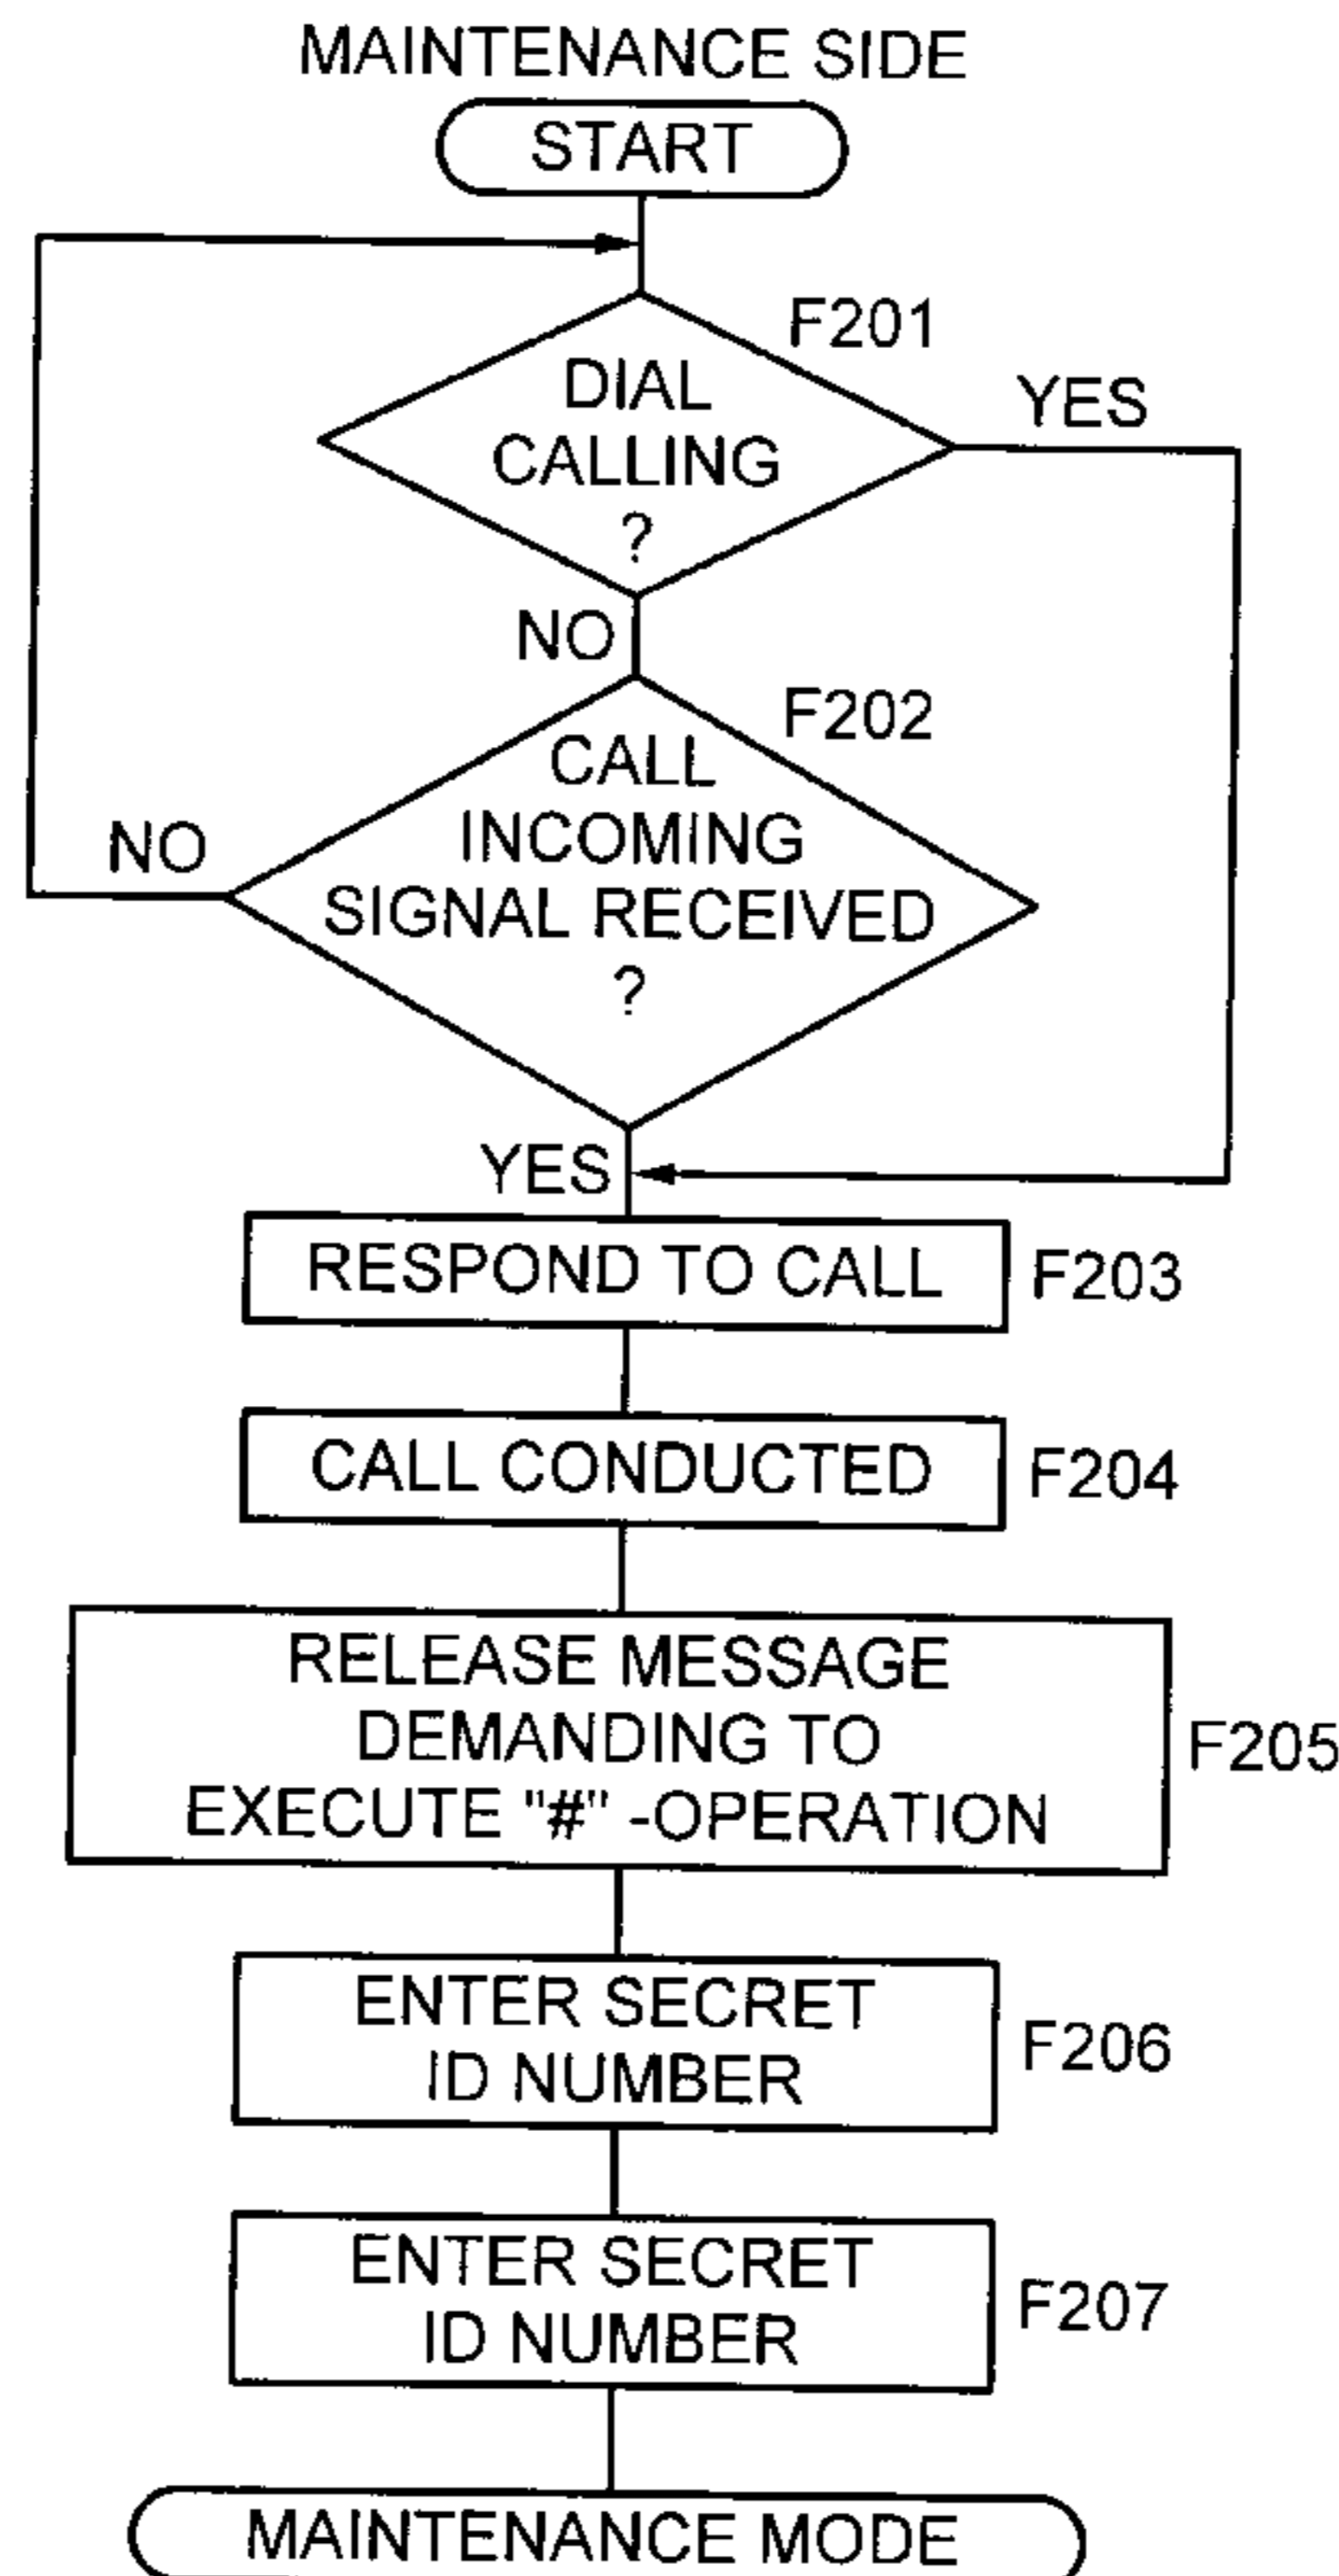 MAINTENANCE SIDE
START
F201
DIAL
CALLING
?
YES
NO
F202
CALL
INCOMING
SIGNAL RECEIVED
?
NO
YES
RESPOND TO CALL
F203
CALL CONDUCTED
F204
RELEASE MESSAGE
DEMANDING TO
EXECUTE "#" -OPERATION
F205
ENTER SECRET
ID NUMBER
F206
ENTER SECRET
ID NUMBER
F207
MAINTENANCE MODE